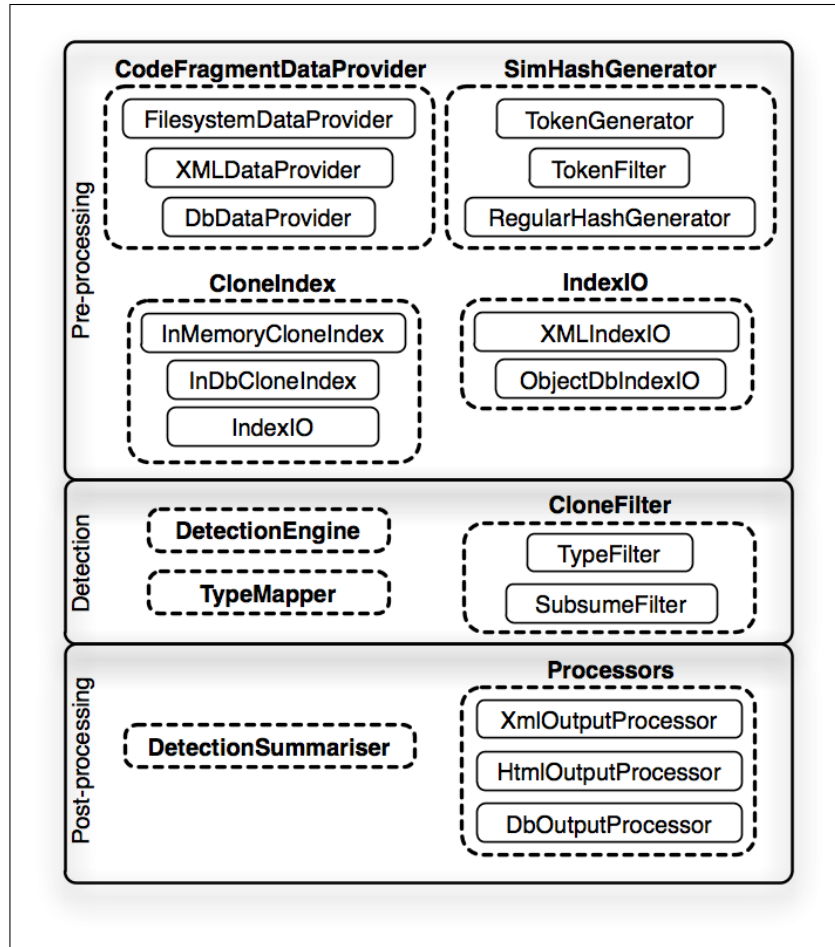 Pre-processing
CodeFragmentDataProvider
FilesystemDataProvider
XMLDataProvider
DbDataProvider
SimHashGenerator
TokenGenerator
TokenFilter
RegularHashGenerator
CloneIndex
InMemoryCloneIndex
InDbCloneIndex
IndexIO
IndexIO
XMLIndexIO
ObjectDbIndexIO
Detection
DetectionEngine
TypeMapper
CloneFilter
TypeFilter
SubsumeFilter
Post-processing
DetectionSummariser
Processors
XmlOutputProcessor
HtmlOutputProcessor
DbOutputProcessor